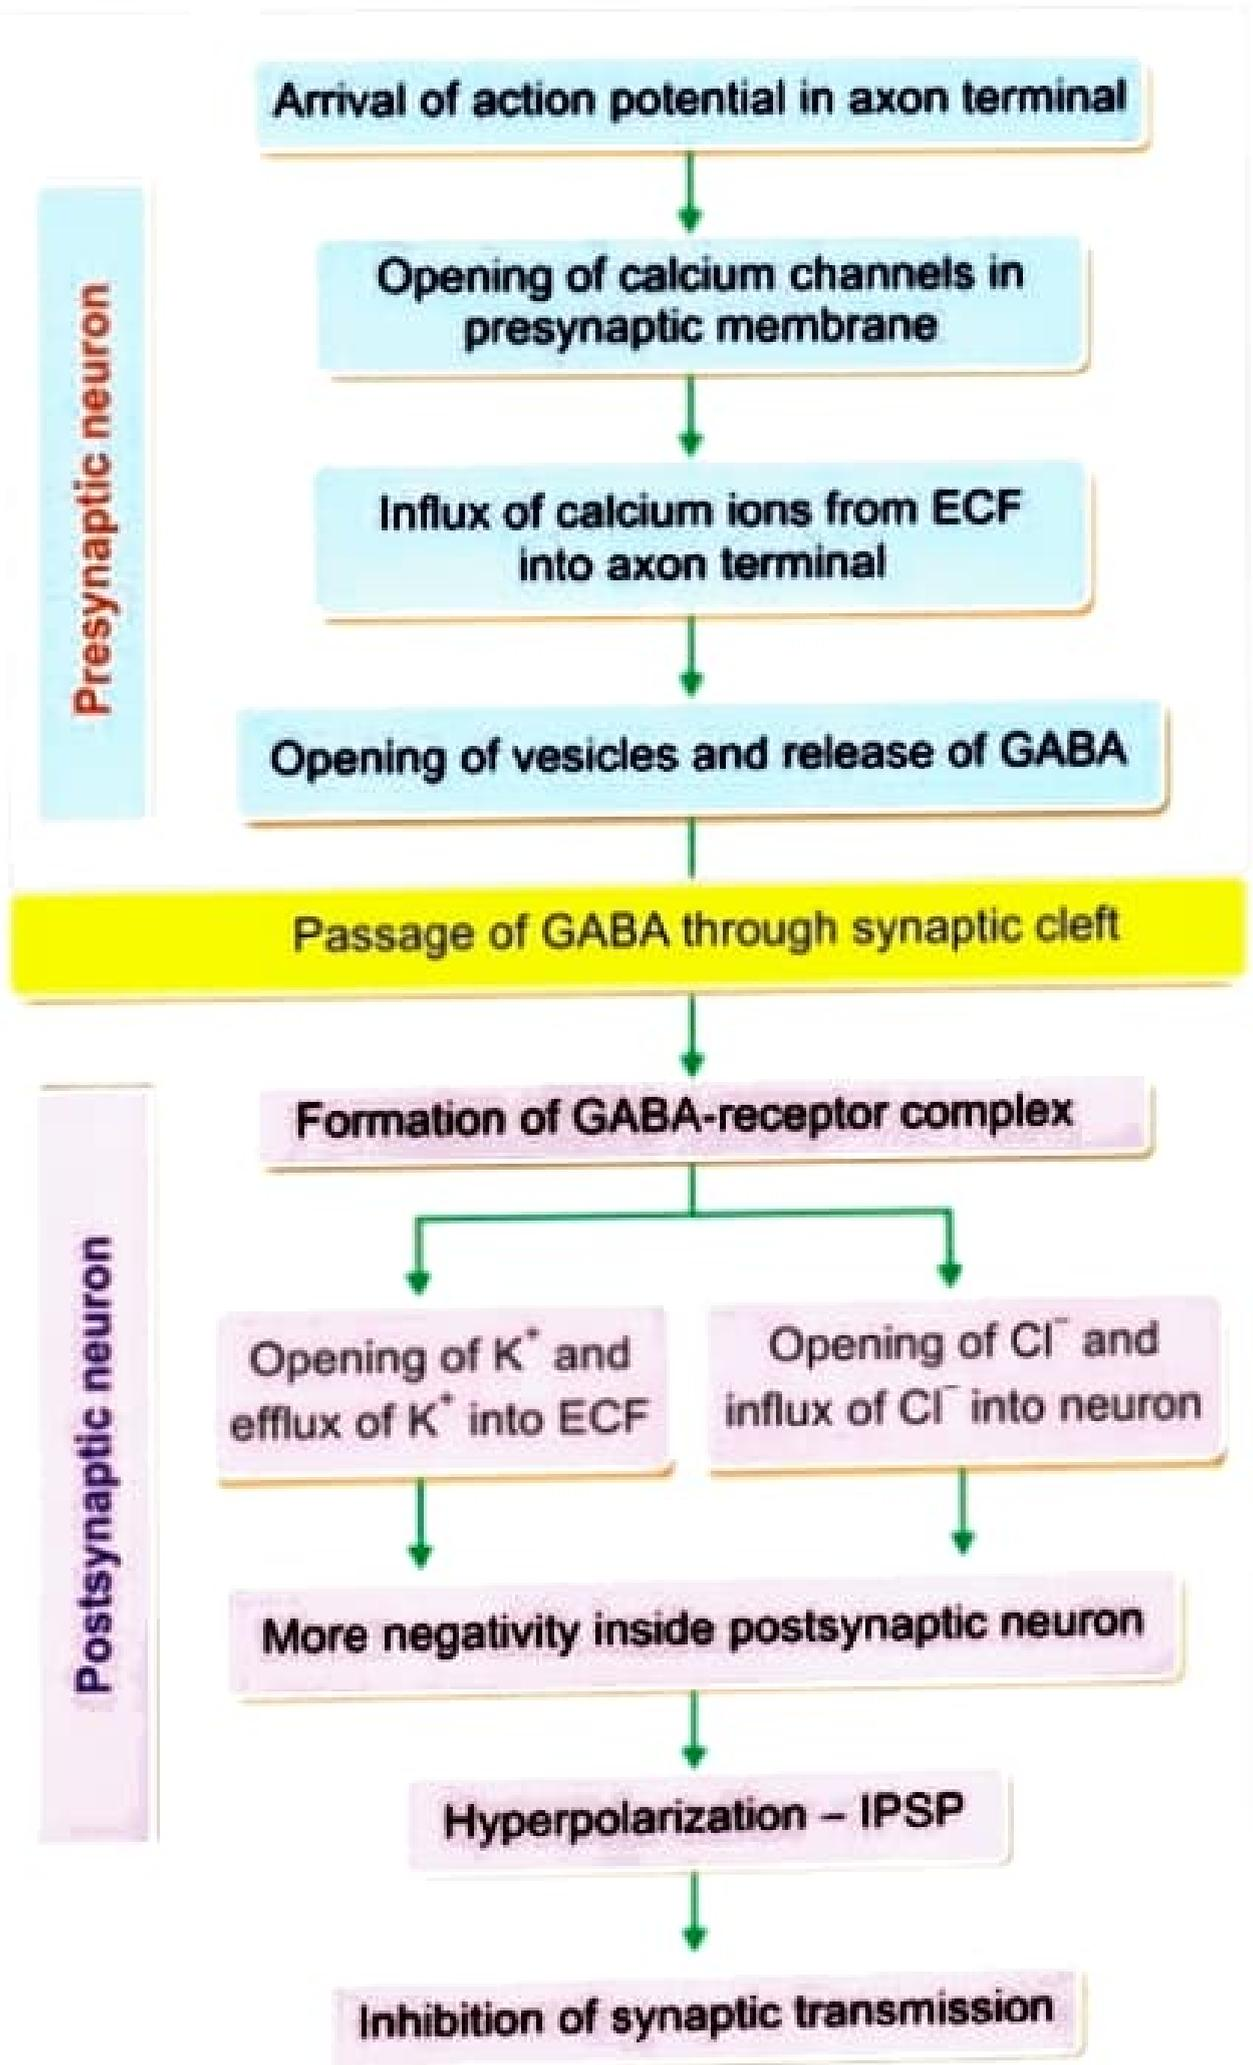 Arrival of action potential in axon terminal
Opening of calcium channels in
presynaptic membrane
Influx of calcium ions from ECF
into axon terminal
Opening of vesicles and release of GABA
Presynaptic neuron
Passage of GABA through synaptic cleft
Formation of GABA-receptor complex
Opening of K⁺ and
efflux of K⁺ into ECF
Opening of Cl⁻ and
influx of Cl⁻ into neuron
More negativity inside postsynaptic neuron
Hyperpolarization – IPSP
Inhibition of synaptic transmission
Postsynaptic neuron